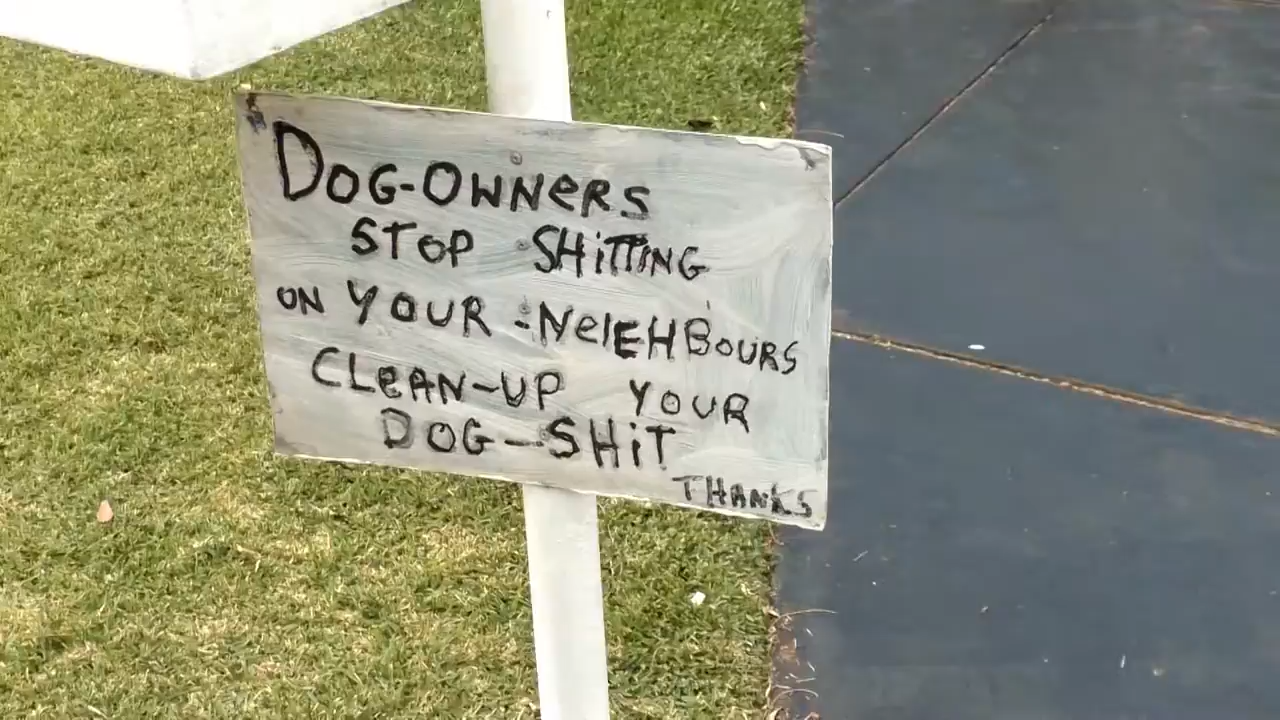 DOG-OWNERS
STOP SHiTTING
ON YOUR -NeIEHBOURS
CLeAN-UP YOUR
DOG-SHiT
THANKS